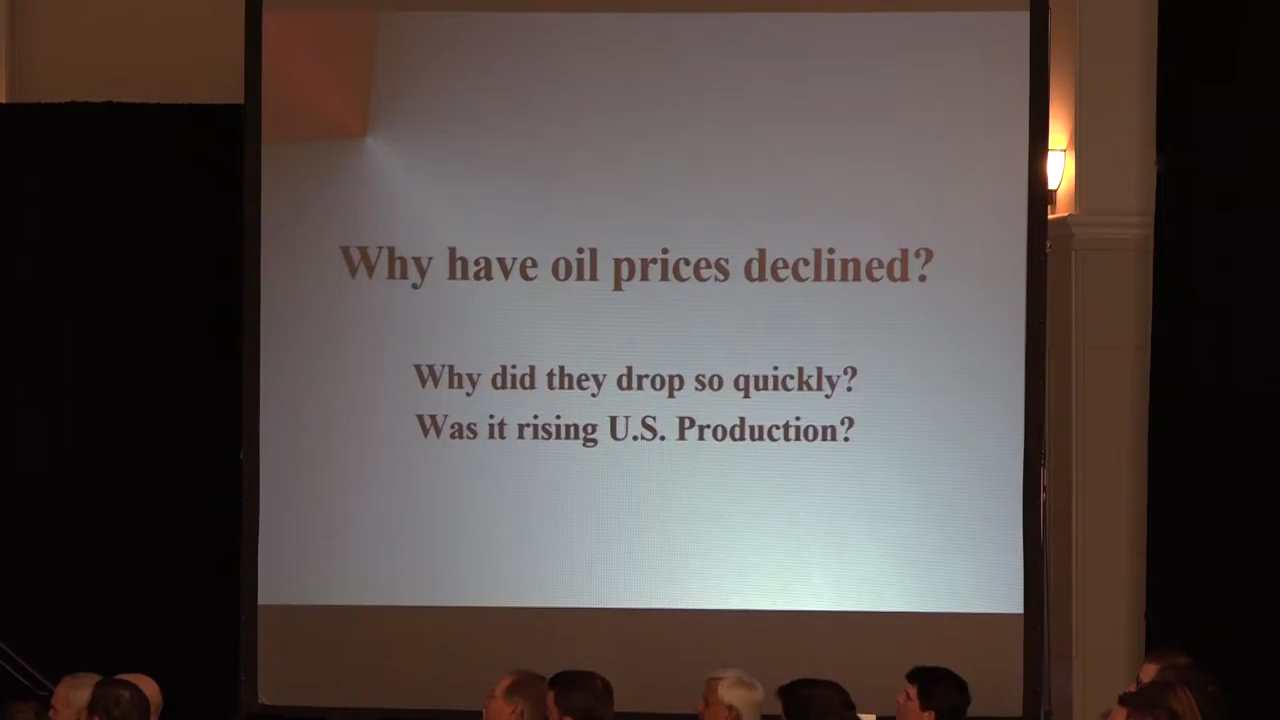 Why have oil prices declined?
Why did they drop so quickly?
Was it rising U.S. Production?